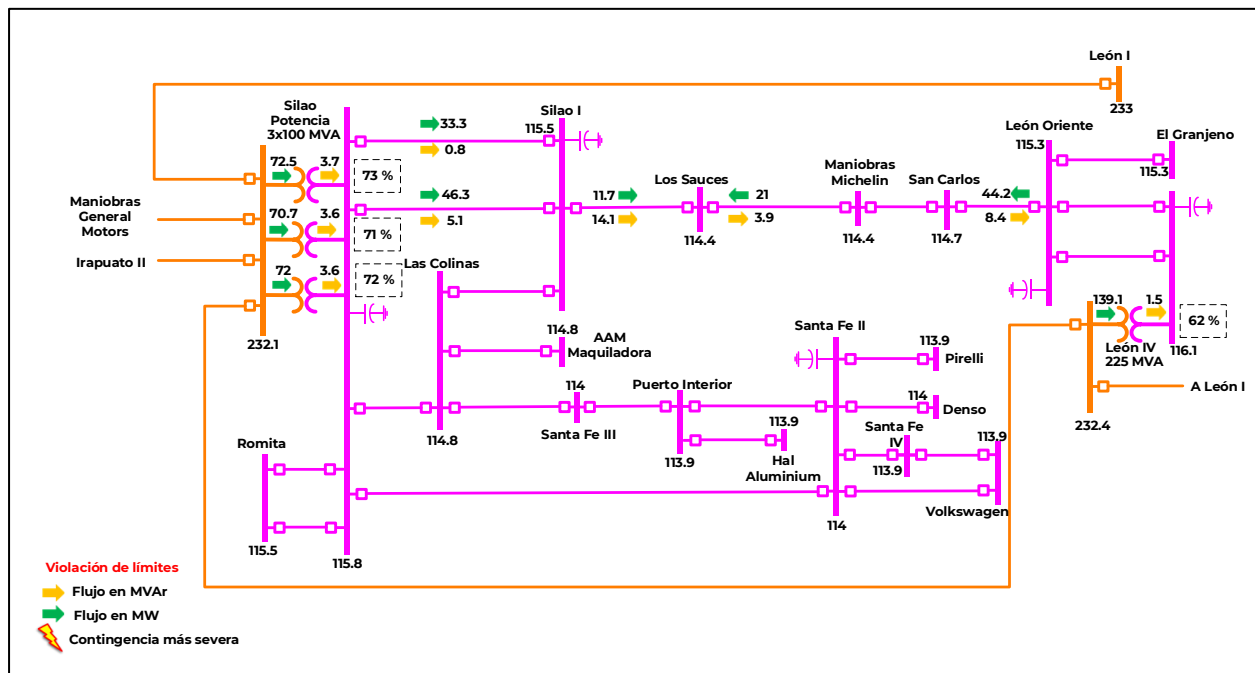 León I
233
Silao
Potencia
3x100 MVA
33.3
0.8
Silao I
115.5
León Oriente
115.3
El Granjeno
115.3
72.5
3.7
73 %
46.3
5.1
11.7
14.1
Los Sauces
114.4
21
3.9
Maniobras
Michelin
114.4
San Carlos
114.7
44.2
8.4
Maniobras
General
Motors
70.7
3.6
71 %
Irapuato II
72
3.6
72 %
232.1
Las Colinas
114.8
AAM
Maquiladora
114.8
Santa Fe II
113.9
Pirelli
139.1
1.5
62 %
León IV
225 MVA
116.1
A León I
232.4
114
Santa Fe III
Puerto Interior
113.9
113.9
Hal
Aluminium
114
Denso
Santa Fe
IV
113.9
113.9
Volkswagen
114
Romita
115.5
115.8
Violación de límites
Flujo en MVAr
Flujo en MW
Contingencia más severa